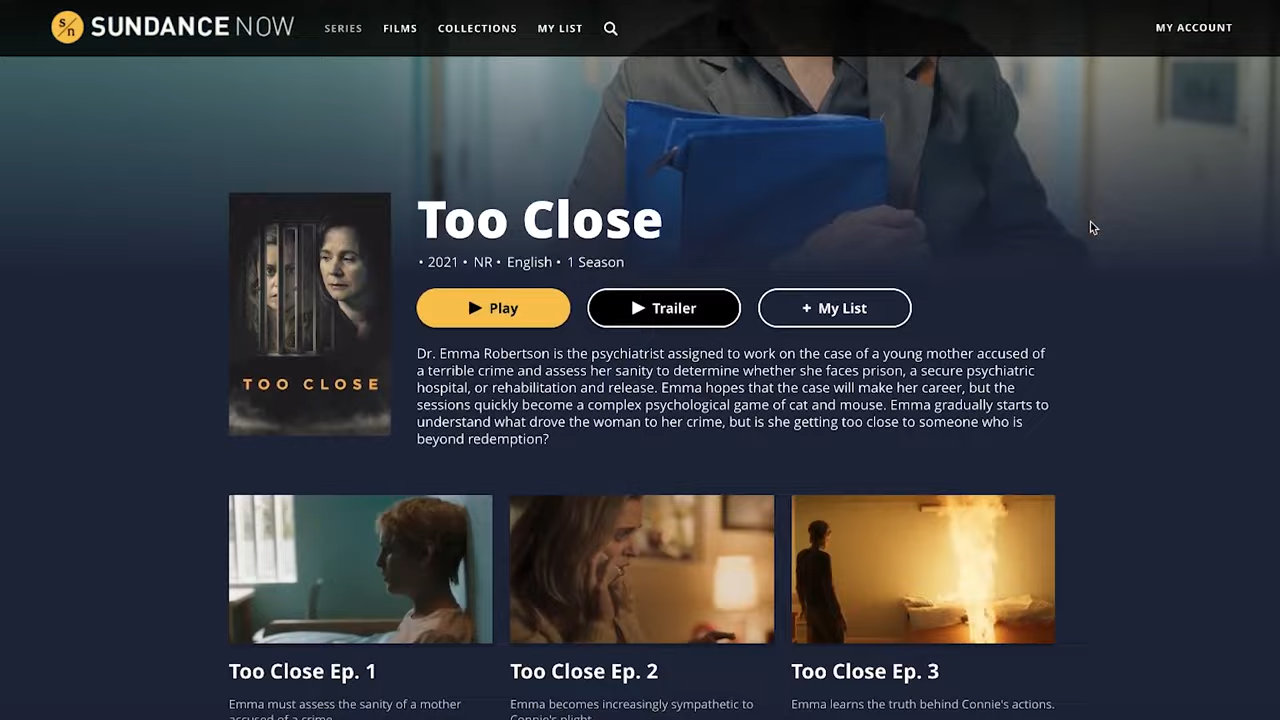 s/n SUNDANCE NOW SERIES FILMS COLLECTIONS MY LIST MY ACCOUNT
TOO CLOSE
Too Close
• 2021 • NR • English • 1 Season
Play Trailer + My List
Dr. Emma Robertson is the psychiatrist assigned to work on the case of a young mother accused of
a terrible crime and assess her sanity to determine whether she faces prison, a secure psychiatric
hospital, or rehabilitation and release. Emma hopes that the case will make her career, but the
sessions quickly become a complex psychological game of cat and mouse. Emma gradually starts to
understand what drove the woman to her crime, but is she getting too close to someone who is
beyond redemption?
Too Close Ep. 1
Emma must assess the sanity of a mother
accused of a crime.
Too Close Ep. 2
Emma becomes increasingly sympathetic to
Connie's plight.
Too Close Ep. 3
Emma learns the truth behind Connie's actions.